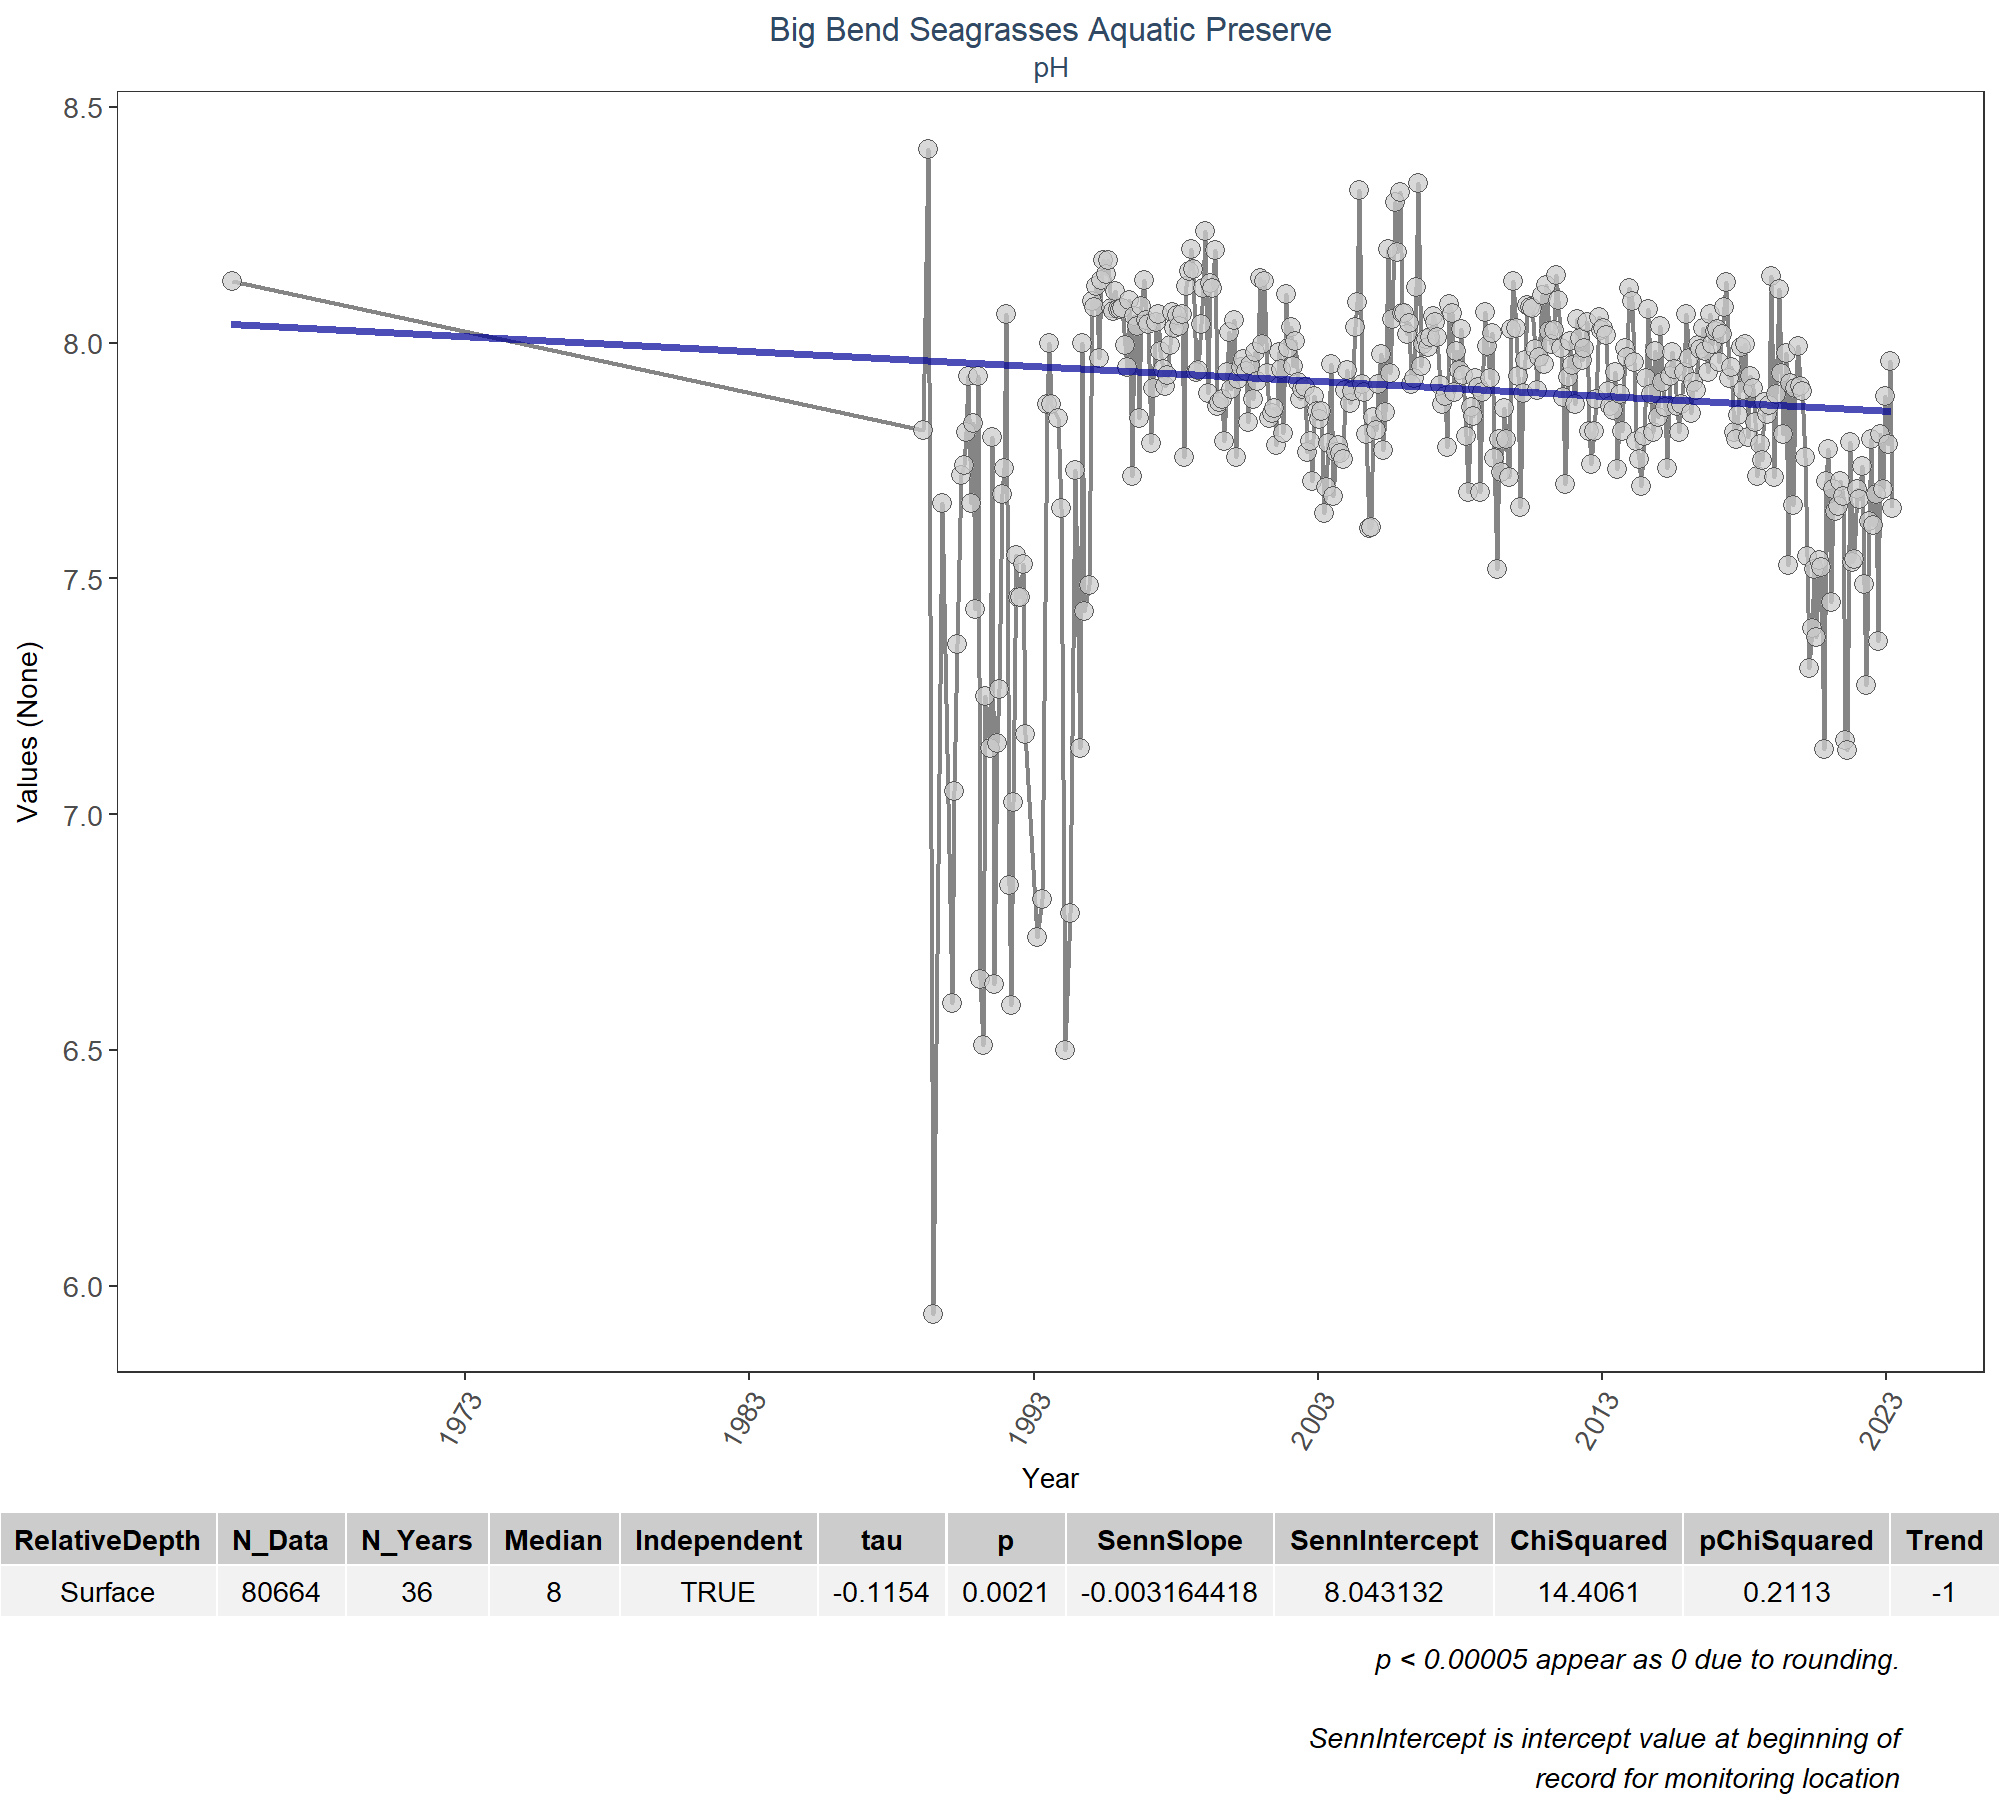 Big Bend Seagrasses Aquatic Preserve
pH
8.5
8.0
7.5
7.0
6.5
6.0
Values (None)
1973
1983
1993
2003
2013
2023
Year
RelativeDepth N_Data N_Years Median Independent tau p SennSlope SennIntercept ChiSquared pChiSquared Trend
Surface 80664 36 8 TRUE -0.1154 0.0021 -0.003164418 8.043132 14.4061 0.2113 -1
p < 0.00005 appear as 0 due to rounding.
SennIntercept is intercept value at beginning of
record for monitoring location